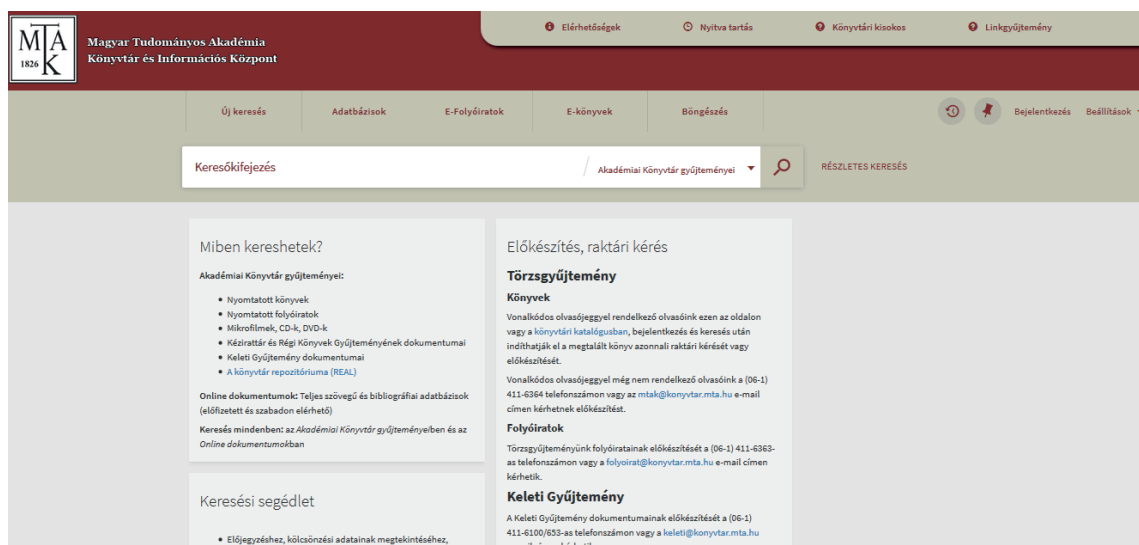 MTA
1826 K
Magyar Tudományos Akadémia
Könyvtár és Információs Központ
Elérhetőségek
Nyitva tartás
Könyvtári kisokos
Linkgyűjtemény
Új keresés
Adatbázisok
E-Folyóiratok
E-könyvek
Böngészés
Bejelentkezés
Beállítások
Keresőkifejezés
Akadémiai Könyvtár gyűjteményei
RÉSZLETES KERESÉS
Miben kereshetek?
Akadémiai Könyvtár gyűjteményei:
Nyomtatott könyvek
Nyomtatott folyóiratok
Mikrofilmek, CD-k, DVD-k
Kézirattár és Régi Könyvek Gyűjteményének dokumentumai
Keleti Gyűjtemény dokumentumai
A könyvtár repozitóriuma (REAL)
Online dokumentumok: Teljes szövegű és bibliográfiai adatbázisok
(előfizetett és szabadon elérhető)
Keresés mindenben: az Akadémiai Könyvtár gyűjteményeiben és az
Online dokumentumokban
Keresési segédlet
Előjegyzéshez, kölcsönzési adatainak megtekintéséhez,
Előkészítés, raktári kérés
Törzsgyűjtemény
Könyvek
Vonalkódos olvasójeggyel rendelkező olvasóink ezen az oldalon
vagy a könyvtári katalógusban, bejelentkezés és keresés után
indíthatják el a megtalált könyv azonnali raktári kérését vagy
előkészítését.
Vonalkódos olvasójeggyel még nem rendelkező olvasóink a (06-1)
411-6364 telefonszámon vagy az mtak@konyvtar.mta.hu e-mail
címen kérhetnek előkészítést.
Folyóiratok
Törzsgyűjteményünk folyóiratainak előkészítését a (06-1) 411-6363-
as telefonszámon vagy a folyoirat@konyvtar.mta.hu e-mail címen
kérhetik.
Keleti Gyűjtemény
A Keleti Gyűjtemény dokumentumainak előkészítését a (06-1)
411-6100/653-as telefonszámon vagy a keleti@konyvtar.mta.hu